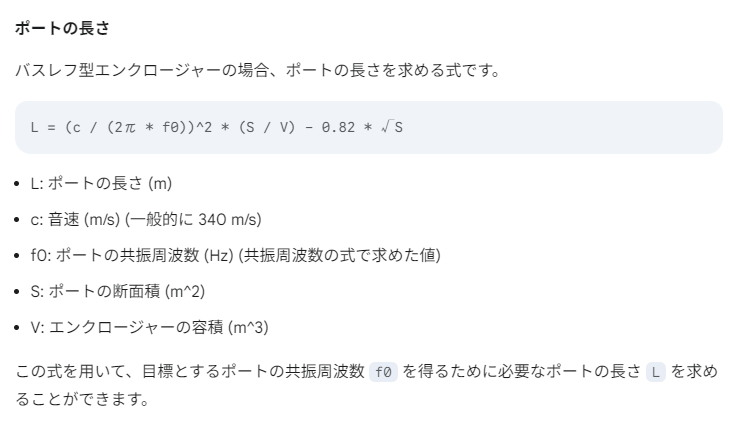 ポートの長さ
バスレフ型エンクロージャーの場合、ポートの長さを求める式です。
L = (c / (2π * f0))^2 * (S / V) - 0.82 * √S
• L: ポートの長さ (m)
• c: 音速 (m/s) (一般的に 340 m/s)
• f0: ポートの共振周波数 (Hz) (共振周波数の式で求めた値)
• S: ポートの断面積 (m^2)
• V: エンクロージャーの容積 (m^3)
この式を用いて、目標とするポートの共振周波数 f0 を得るために必要なポートの長さ L を求め
ることができます。